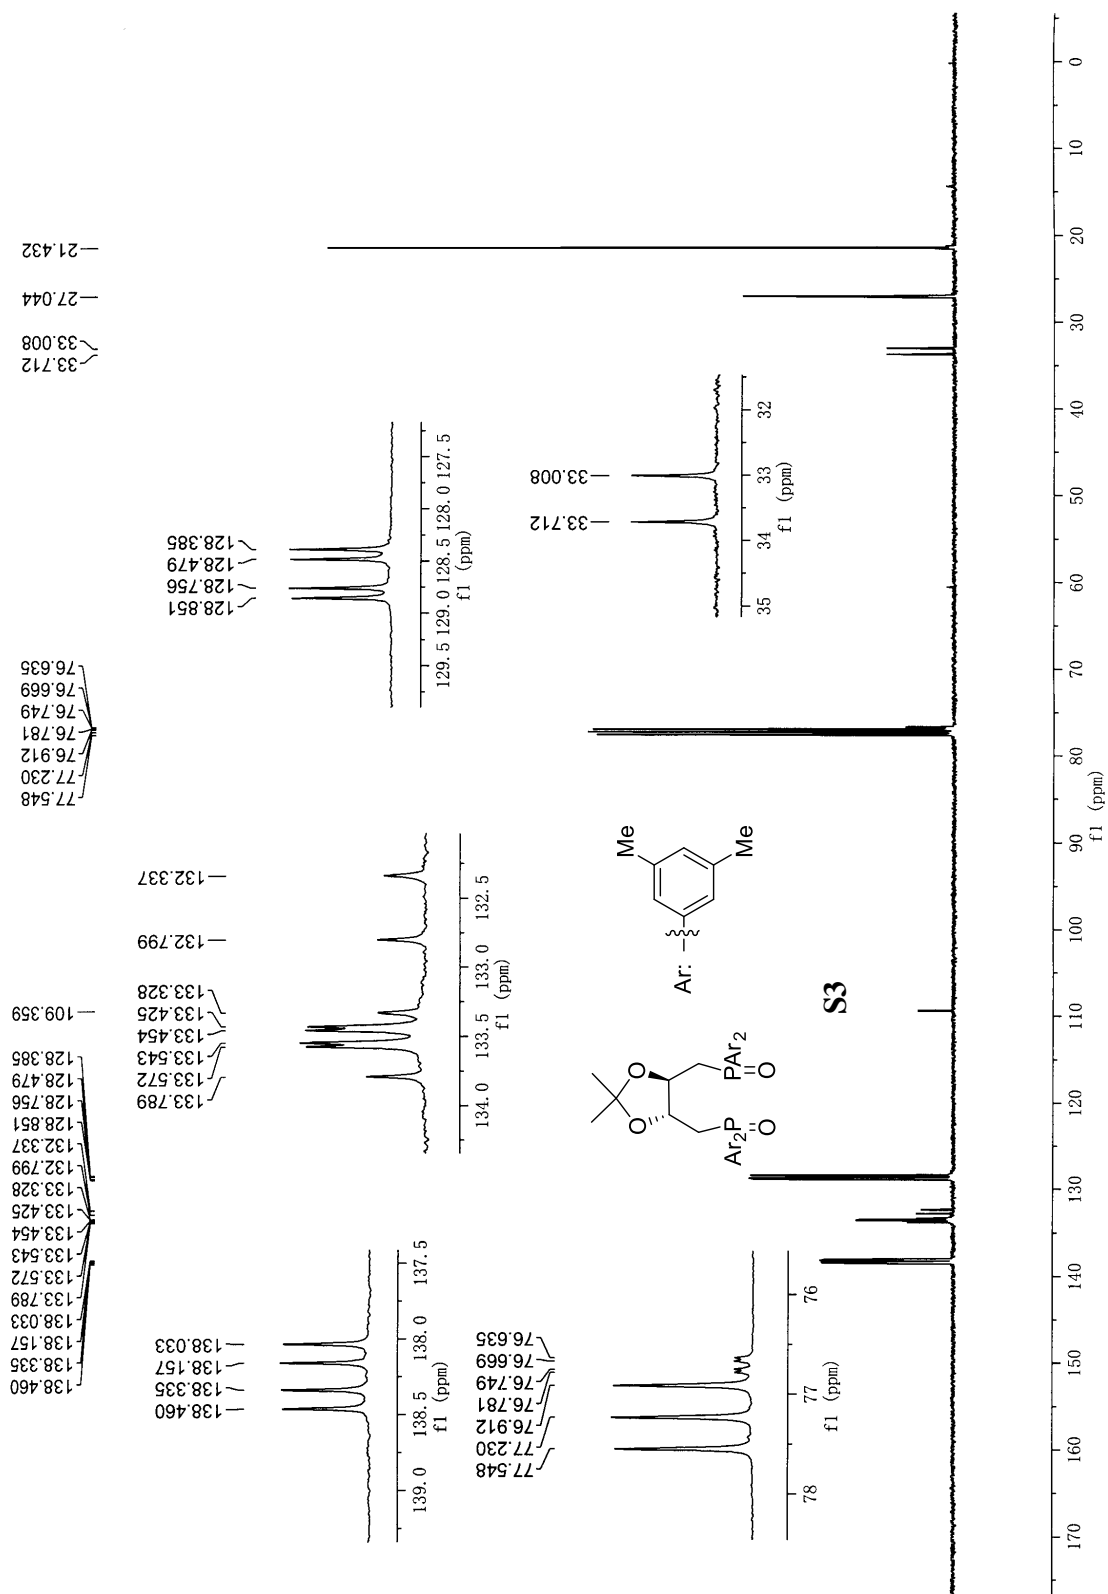 138.460
138.335
138.157
138.033
133.789
133.572
133.543
133.454
133.425
133.328
132.799
132.337
128.851
128.756
128.479
128.385
109.359
77.548
77.230
76.912
76.781
76.749
76.669
76.635
33.712
33.008
27.044
21.432
138.460
138.335
138.157
138.033
139.0 138.5 138.0 137.5
f1 (ppm)
133.789
133.572
133.543
133.454
133.425
133.328
132.799
132.337
134.0 133.5 133.0 132.5
f1 (ppm)
128.851
128.756
128.479
128.385
129.5 129.0 128.5 128.0 127.5
f1 (ppm)
77.548
77.230
76.912
76.781
76.749
76.669
76.635
78 77 76
f1 (ppm)
33.712
33.008
35 34 33 32
f1 (ppm)
O O
Ar2P PAr2
O O
Ar:
Me
Me
S3
170 160 150 140 130 120 110 100 90 80 70 60 50 40 30 20 10 0
f1 (ppm)